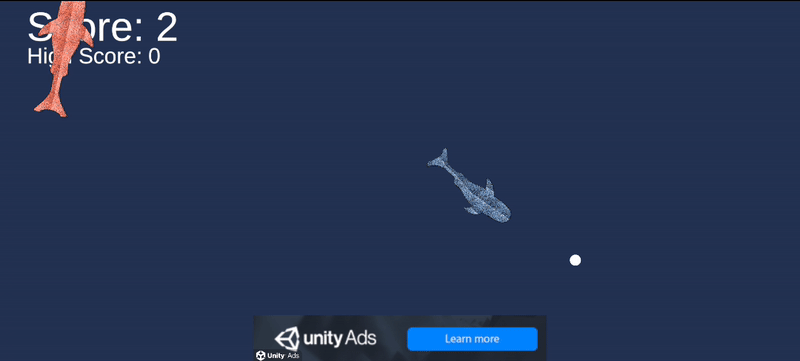 Score: 2
High Score: 0
unity Ads
Learn more
Unity Ads